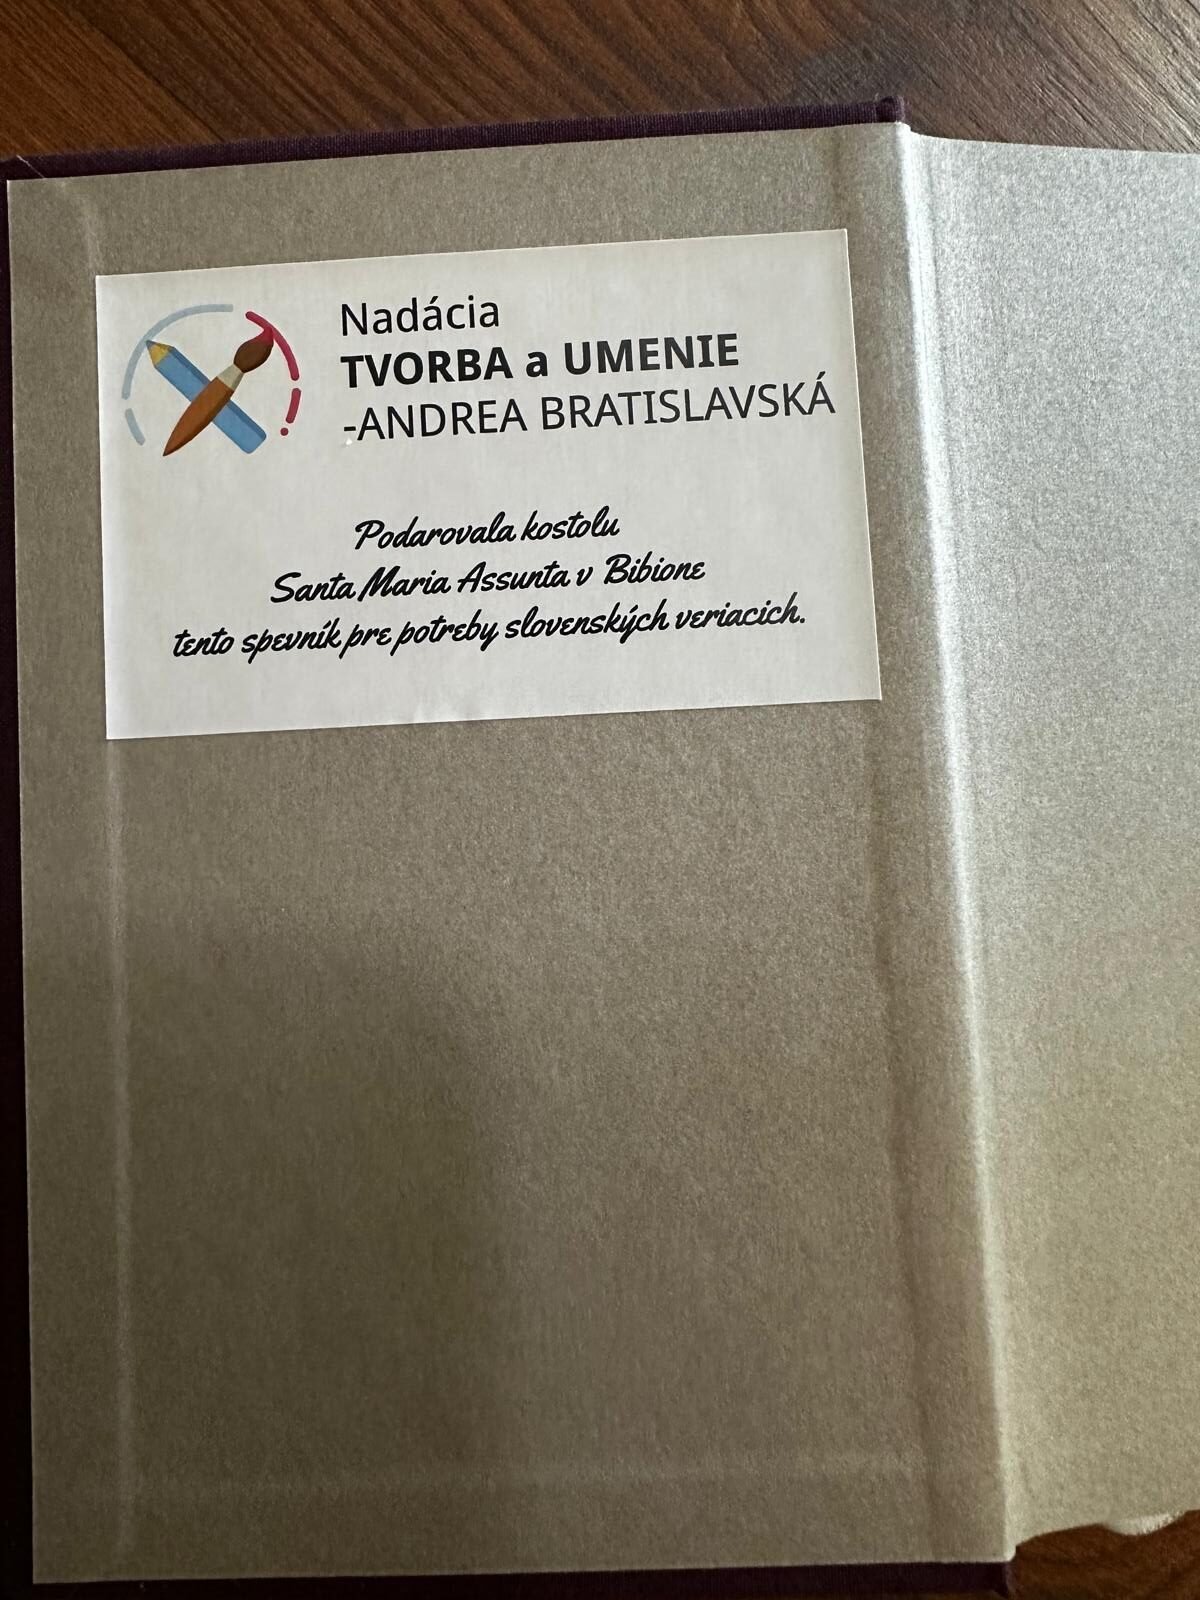 Nadácia
TVORBA a UMENIE
-ANDREA BRATISLAVSKÁ
Podarovala kostolu
Santa Maria Assunta v Bibione
tento spevník pre potreby slovenských veriacich.